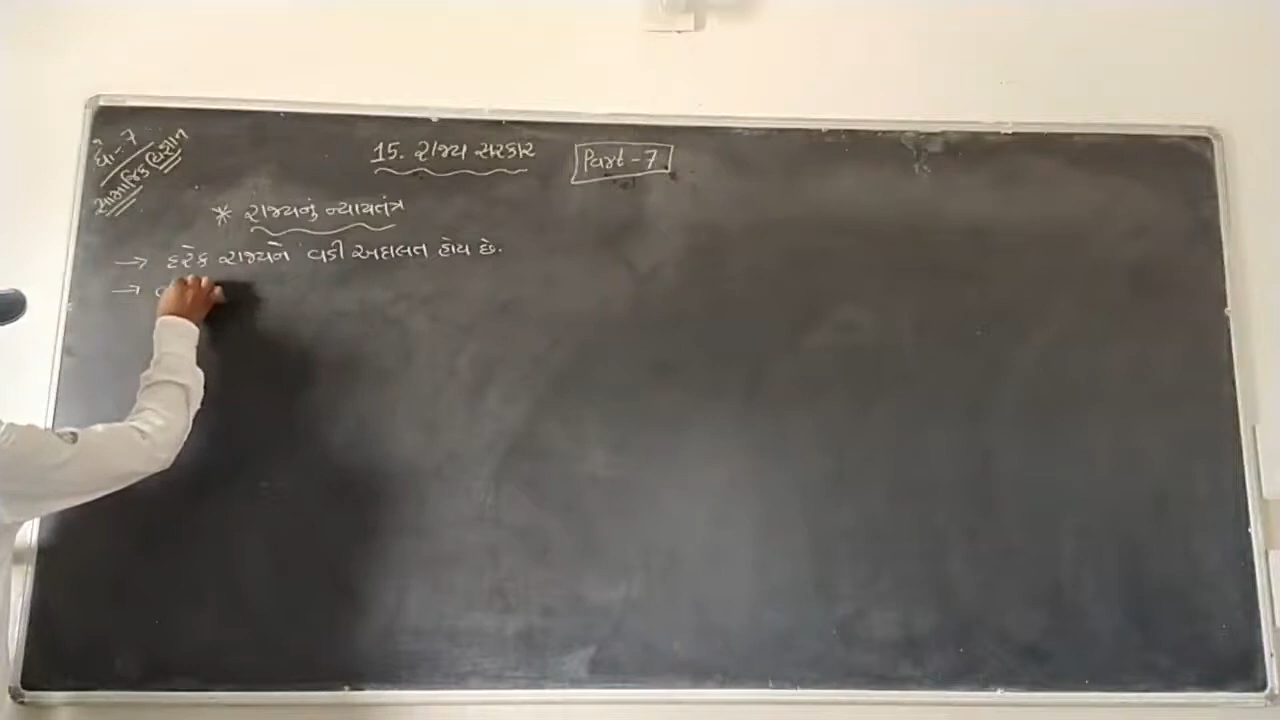 ધો-7
સામાજિક વિજ્ઞાન
15. રાજ્ય સરકાર Part-7
* રાજ્યનું ન્યાયતંત્ર
→ દરેક રાજ્યને વડી અદાલત હોય છે.
→